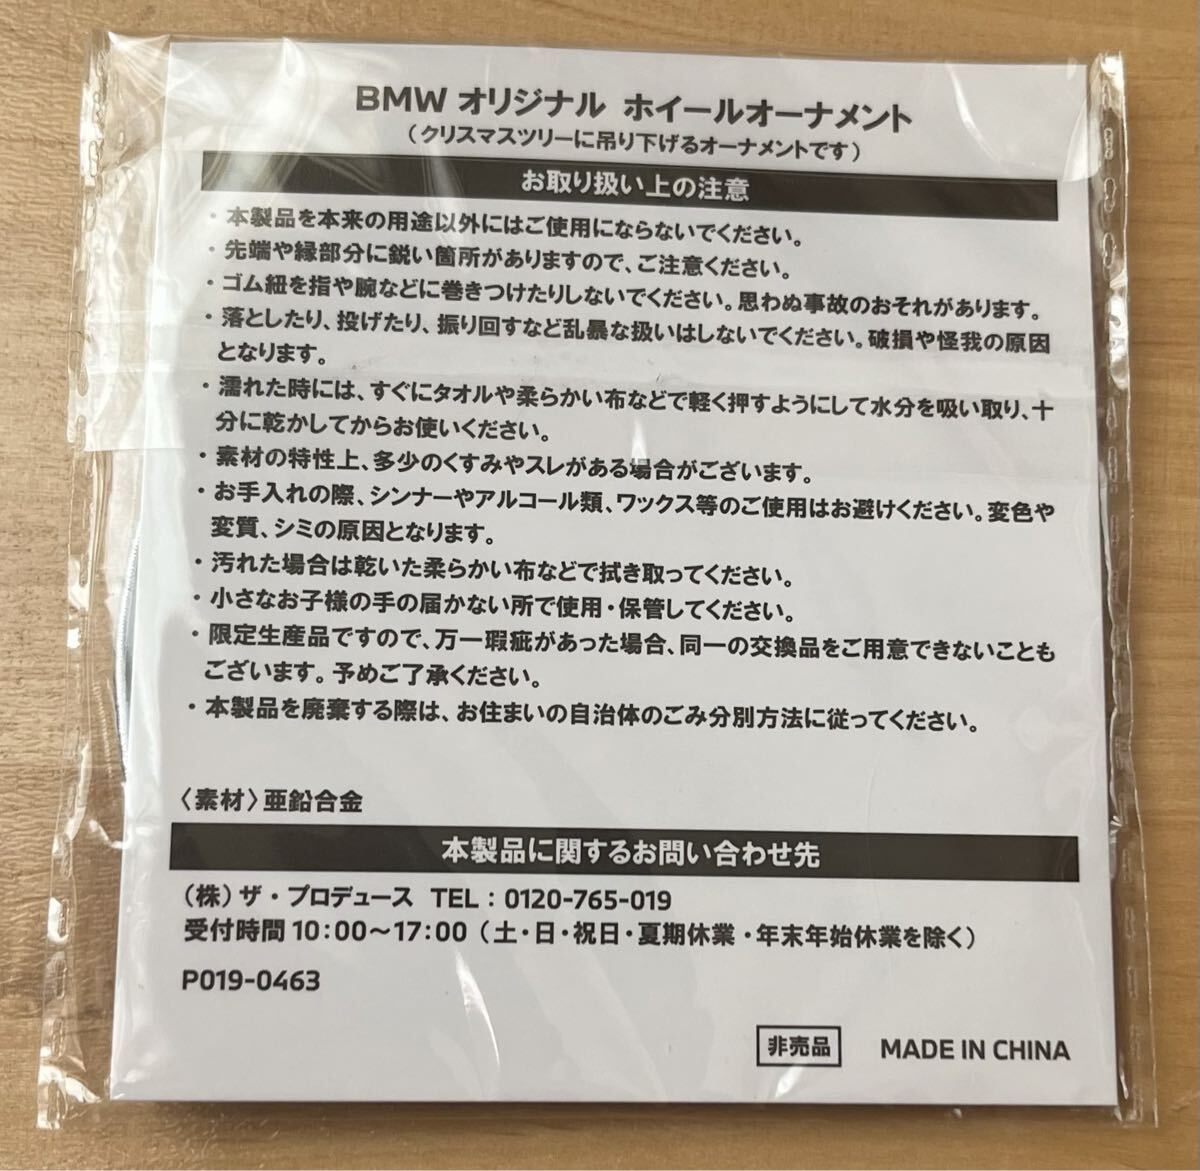 BMW オリジナル ホイールオーナメント
（クリスマスツリーに吊り下げるオーナメントです）
お取り扱い上の注意
・本製品を本来の用途以外にはご使用にならないでください。
・先端や縁部分に鋭い箇所がありますので、ご注意ください。
・ゴム紐を指や腕などに巻きつけたりしないでください。思わぬ事故のおそれがあります。
・落としたり、投げたり、振り回すなど乱暴な扱いはしないでください。破損や怪我の原因
となります。
・濡れた時には、すぐにタオルや柔らかい布などで軽く押すようにして水分を吸い取り、十
分に乾かしてからお使いください。
・素材の特性上、多少のくすみやスレがある場合がございます。
・お手入れの際、シンナーやアルコール類、ワックス等のご使用はお避けください。変色や
変質、シミの原因となります。
・汚れた場合は乾いた柔らかい布などで拭き取ってください。
・小さなお子様の手の届かない所で使用・保管してください。
・限定生産品ですので、万一瑕疵があった場合、同一の交換品をご用意できないことも
ございます。予めご了承ください。
・本製品を廃棄する際は、お住まいの自治体のごみ分別方法に従ってください。
〈素材〉亜鉛合金
本製品に関するお問い合わせ先
（株）ザ・プロデュース TEL：0120-765-019
受付時間 10：00～17：00（土・日・祝日・夏期休業・年末年始休業を除く）
P019-0463
非売品 MADE IN CHINA